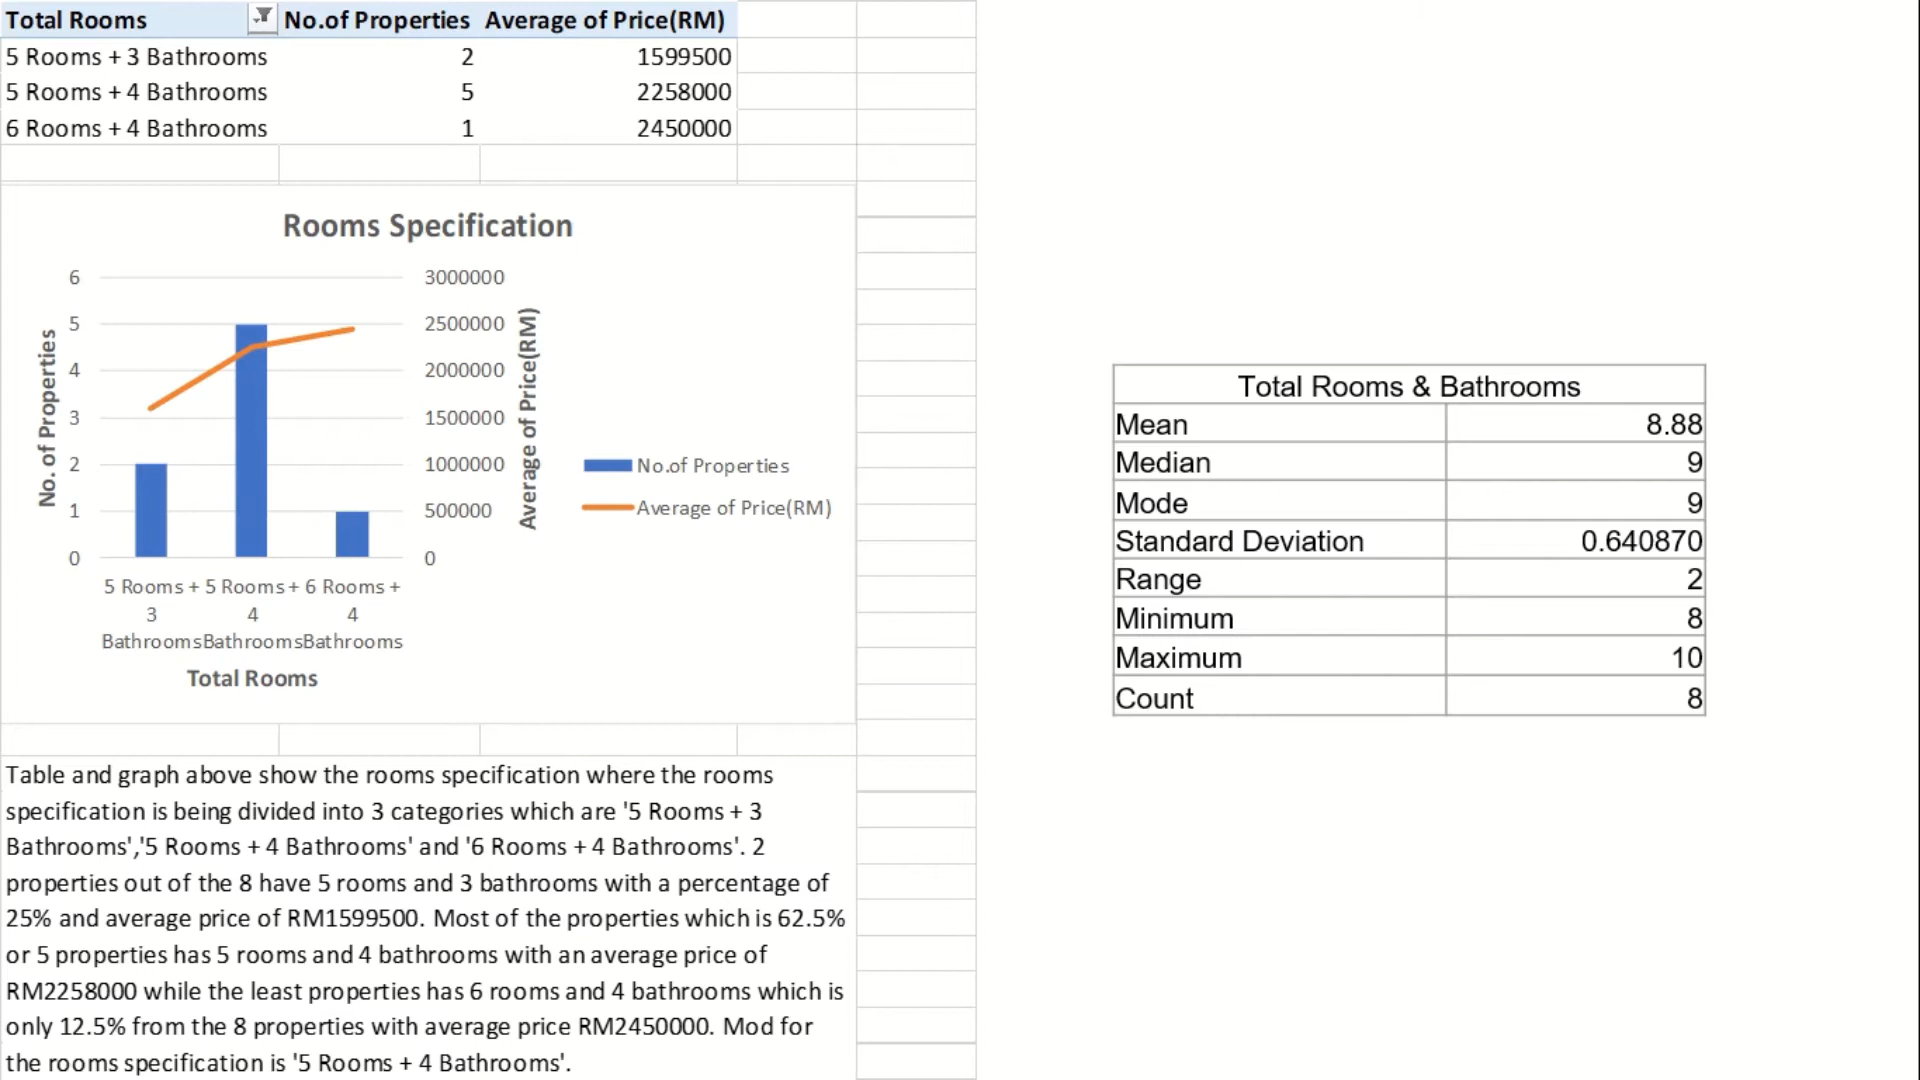 Total Rooms No.of Properties Average of Price(RM)
5 Rooms + 3 Bathrooms 2 1599500
5 Rooms + 4 Bathrooms 5 2258000
6 Rooms + 4 Bathrooms 1 2450000
Rooms Specification
6 3000000
5 2500000
4 2000000
3 1500000
2 1000000
1 500000
0 0
No. of Properties
Average of Price(RM)
No.of Properties
Average of Price(RM)
5 Rooms + 5 Rooms + 6 Rooms +
3 4 4
Bathrooms Bathrooms Bathrooms
Total Rooms
Table and graph above show the rooms specification where the rooms
specification is being divided into 3 categories which are '5 Rooms + 3
Bathrooms','5 Rooms + 4 Bathrooms' and '6 Rooms + 4 Bathrooms'. 2
properties out of the 8 have 5 rooms and 3 bathrooms with a percentage of
25% and average price of RM1599500. Most of the properties which is 62.5%
or 5 properties has 5 rooms and 4 bathrooms with an average price of
RM2258000 while the least properties has 6 rooms and 4 bathrooms which is
only 12.5% from the 8 properties with average price RM2450000. Mod for
the rooms specification is '5 Rooms + 4 Bathrooms'.
Total Rooms & Bathrooms
Mean 8.88
Median 9
Mode 9
Standard Deviation 0.640870
Range 2
Minimum 8
Maximum 10
Count 8